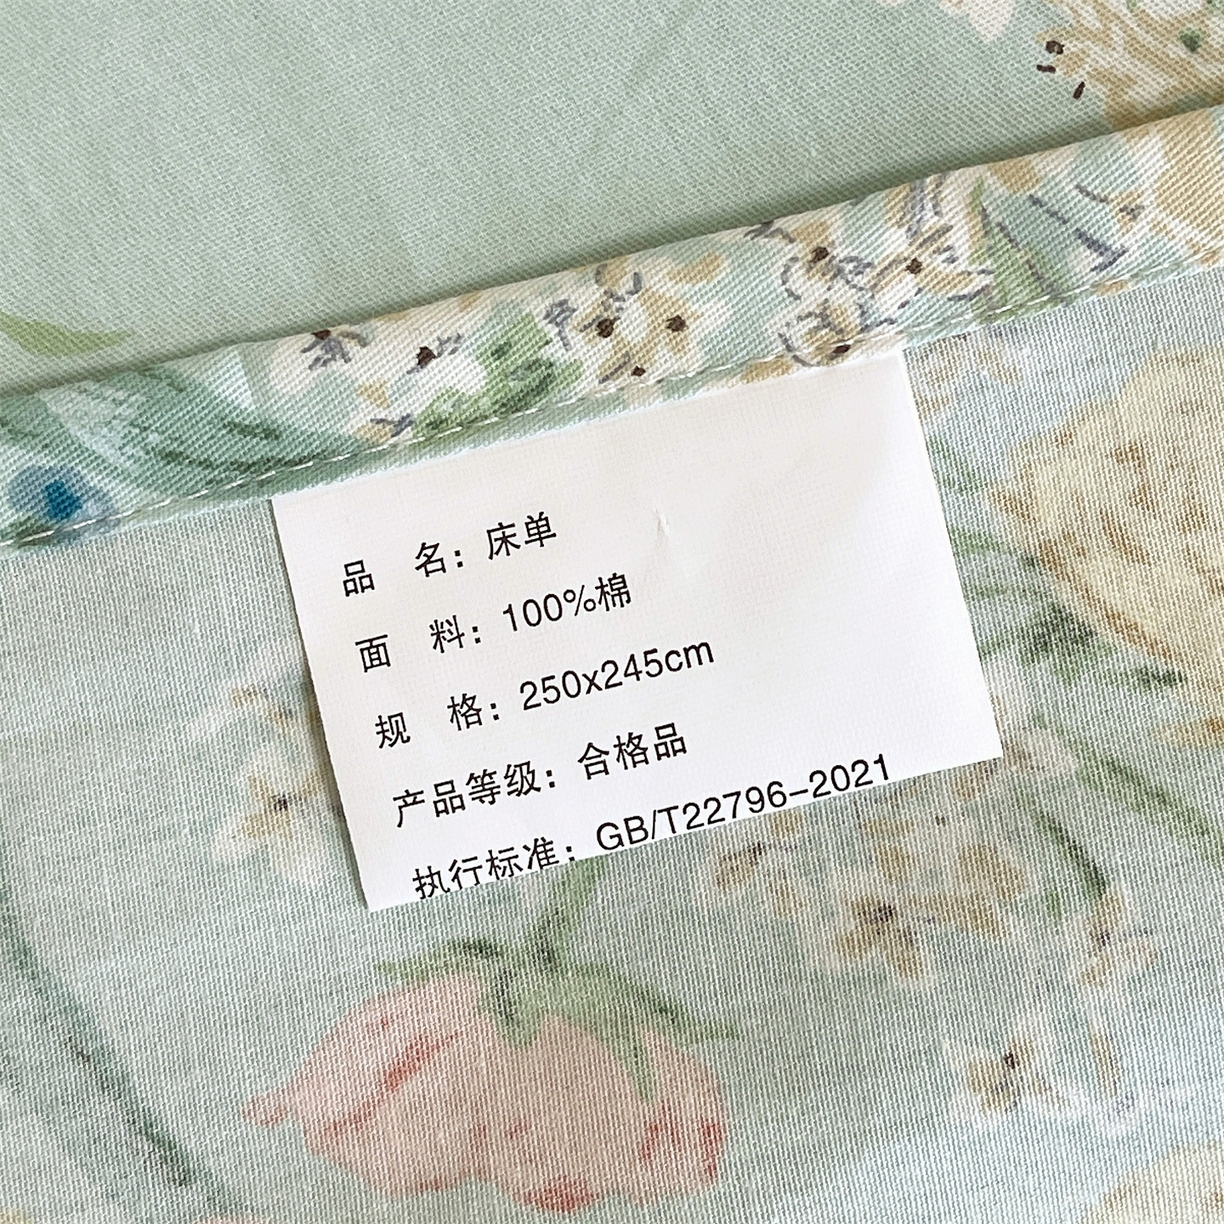 品 名：床单
面 料：100%棉
规 格：250x245cm
产品等级：合格品
执行标准：GB/T22796-2021